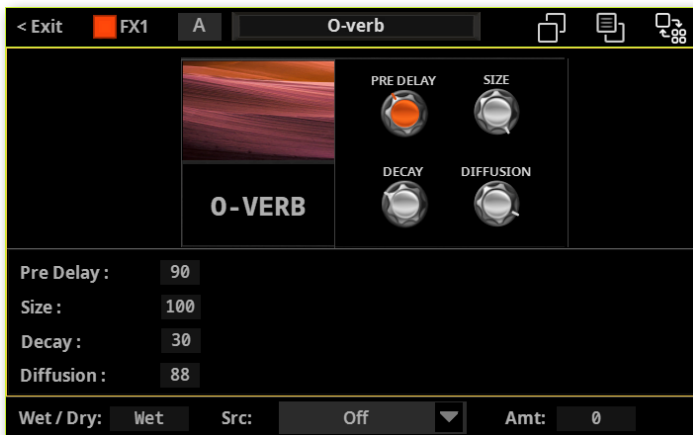 < Exit FX1 A O-verb
PRE DELAY SIZE
DECAY DIFFUSION
O-VERB
Pre Delay : 90
Size : 100
Decay : 30
Diffusion : 88
Wet / Dry: Wet Src: Off Amt: 0